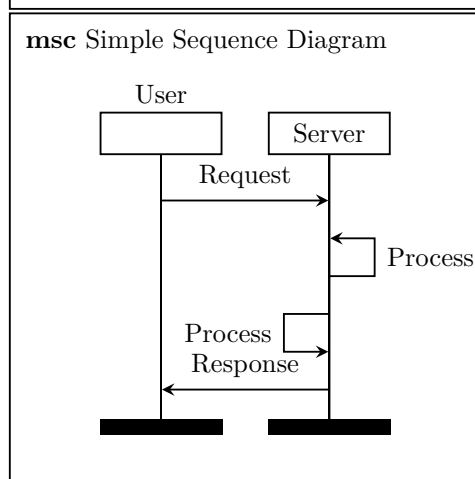 msc Simple Sequence Diagram
User
Server
Request
Process
Process
Response